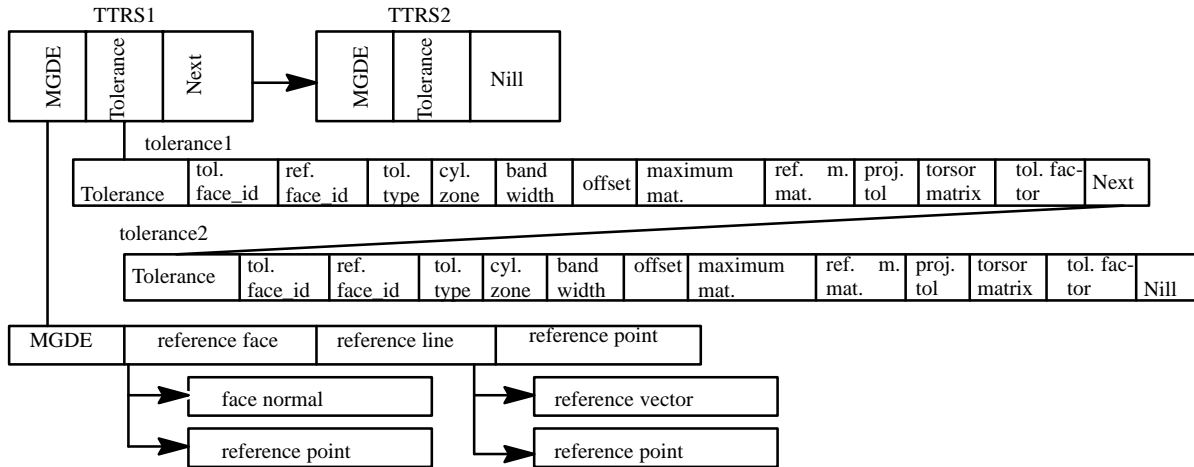 TTRS1 TTRS2
MGDE Tolerance Next MGDE Tolerance Nill
tolerance1
Tolerance tol. face_id ref. face_id tol. type cyl. zone band width offset maximum mat. ref. m. mat. proj. tol torsor matrix tol. fac-tor Next
tolerance2
Tolerance tol. face_id ref. face_id tol. type cyl. zone band width offset maximum mat. ref. m. mat. proj. tol torsor matrix tol. fac-tor Nill
MGDE reference face reference line reference point
face normal reference vector
reference point reference point